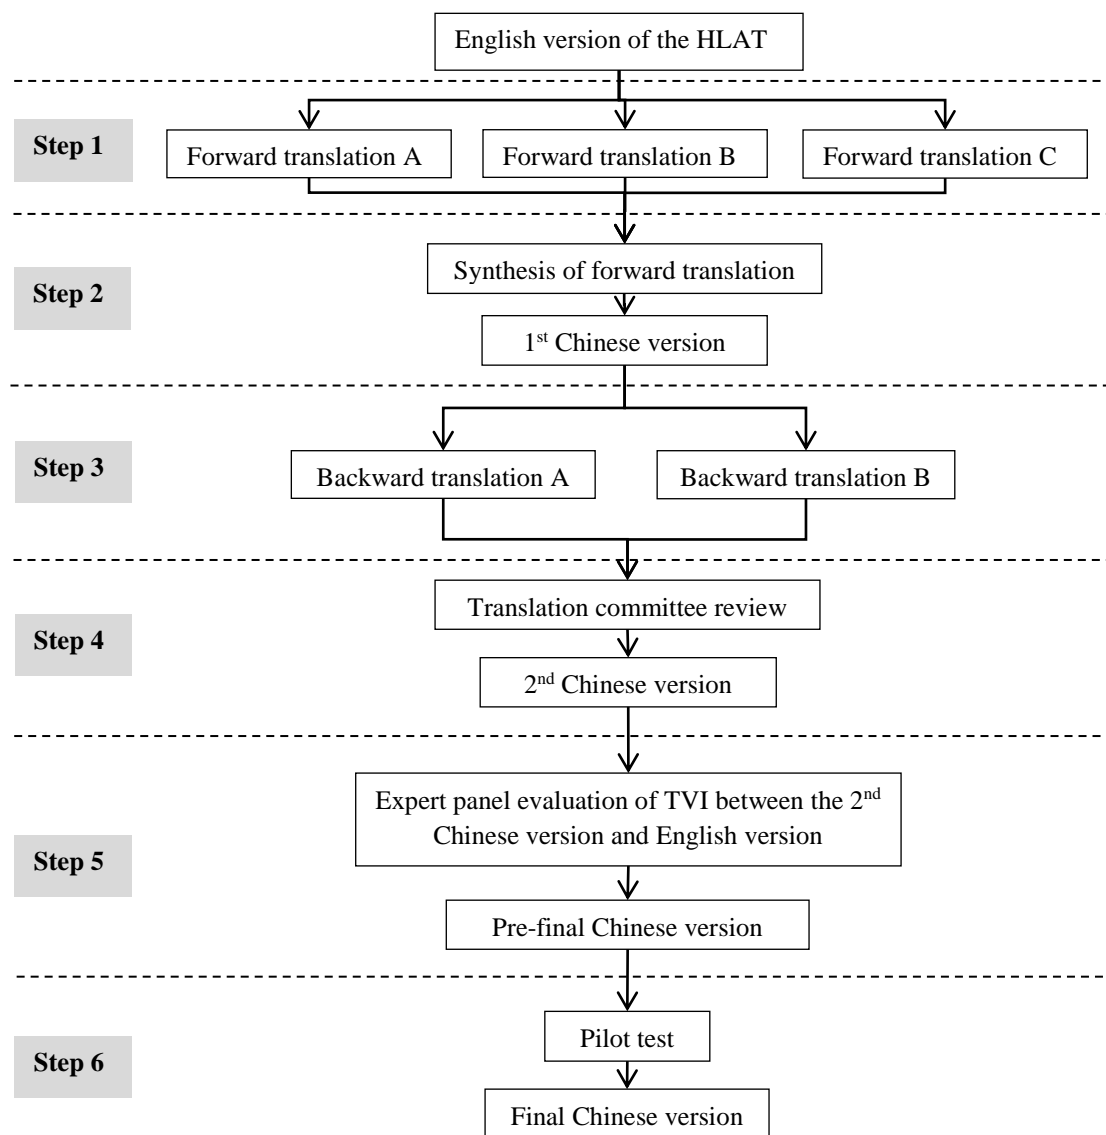 English version of the HLAT
Step 1
Forward translation A
Forward translation B
Forward translation C
Step 2
Synthesis of forward translation
1st Chinese version
Step 3
Backward translation A
Backward translation B
Step 4
Translation committee review
2nd Chinese version
Step 5
Expert panel evaluation of TVI between the 2nd
Chinese version and English version
Pre-final Chinese version
Step 6
Pilot test
Final Chinese version